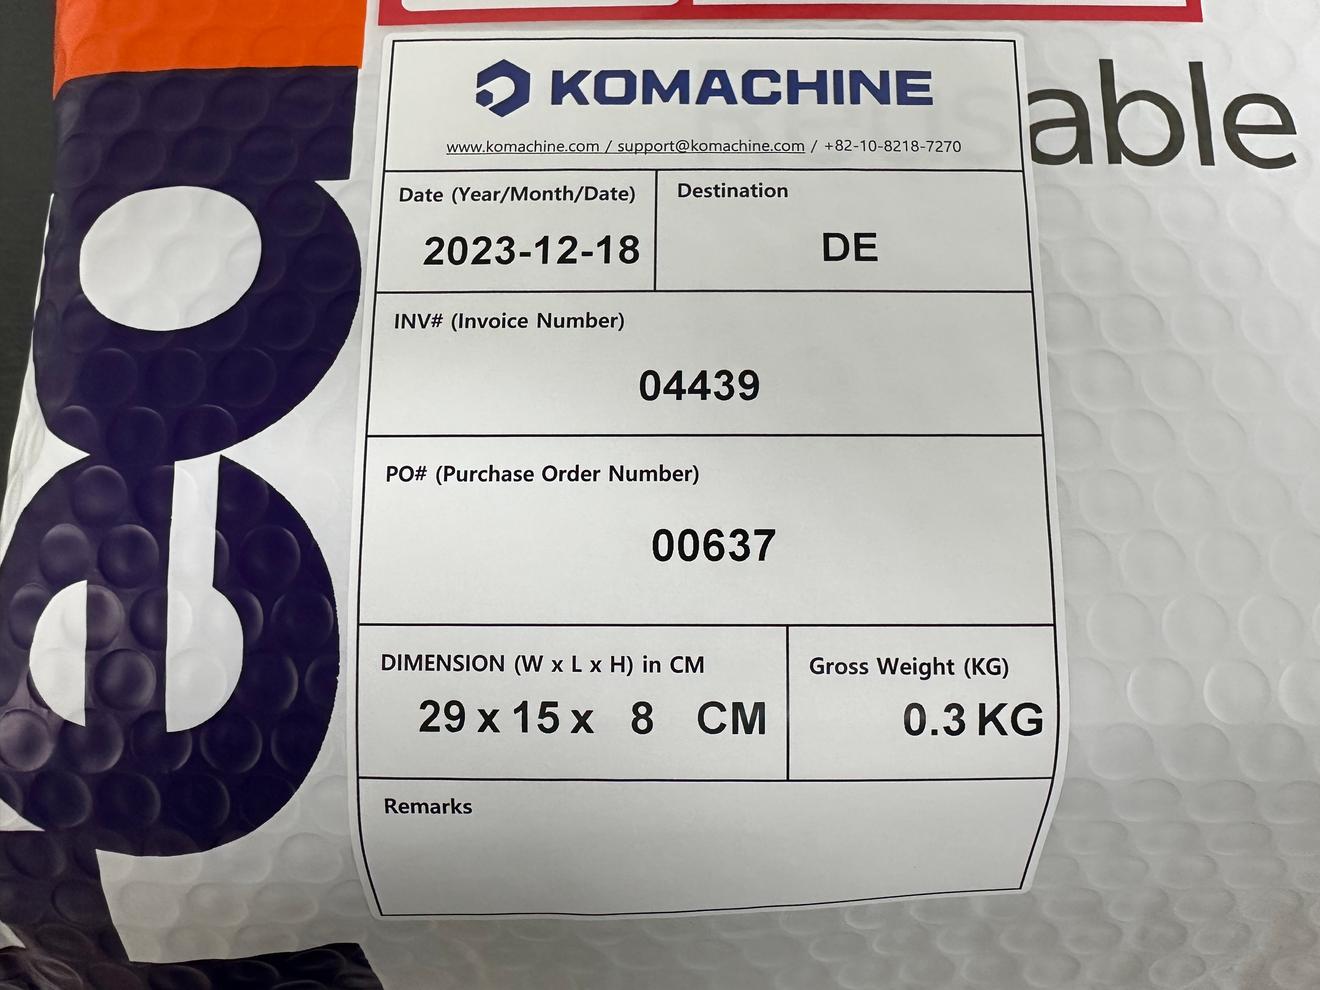 KOMACHINE
www.komachine.com / support@komachine.com / +82-10-8218-7270
able
Date (Year/Month/Date)
2023-12-18
Destination
DE
INV# (Invoice Number)
04439
PO# (Purchase Order Number)
00637
DIMENSION (W x L x H) in CM
29 x 15 x 8 CM
Gross Weight (KG)
0.3 KG
Remarks